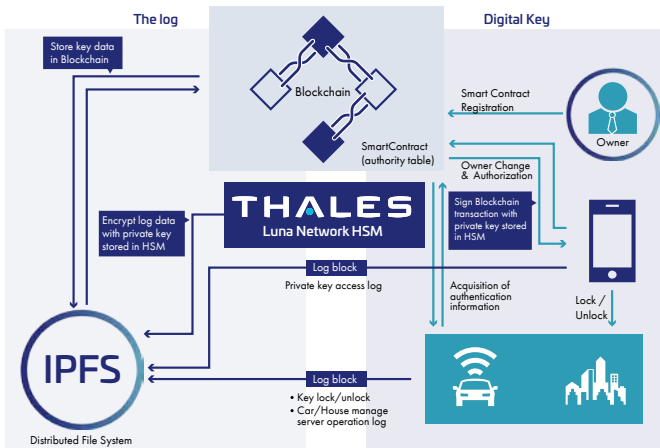 The log
Digital Key
Store key data
in Blockchain
Blockchain
SmartContract
(authority table)
Smart Contract
Registration
Owner
Owner Change
& Authorization
THALES
Luna Network HSM
Encrypt log data
with private key
stored in HSM
Sign Blockchain
transaction with
private key stored
in HSM
Log block
Private key access log
Acquisition of
authentication
information
Lock /
Unlock
IPFS
Distributed File System
Log block
• Key lock/unlock
• Car/House manage
server operation log